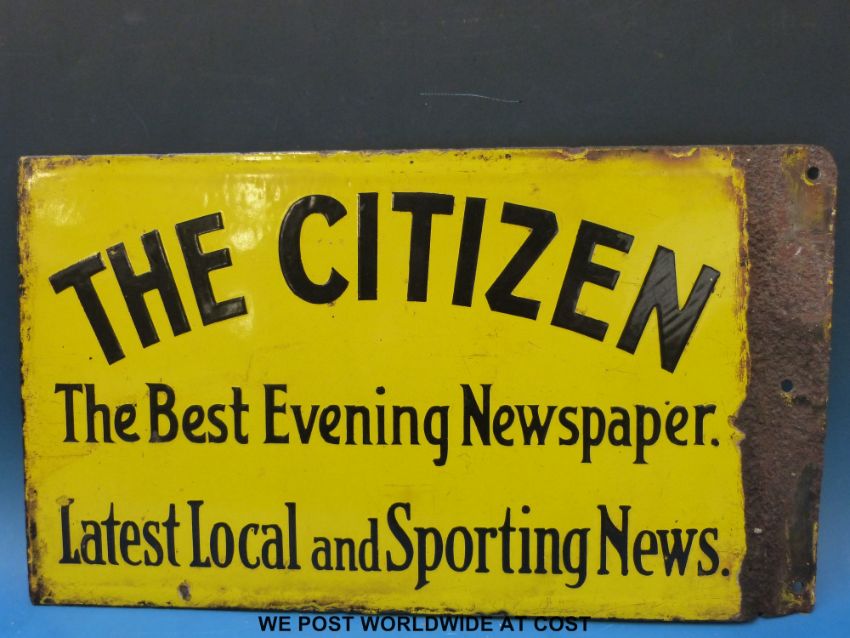 THE CITIZEN
The Best Evening Newspaper.
Latest Local and Sporting News.
WE POST WORLDWIDE AT COST